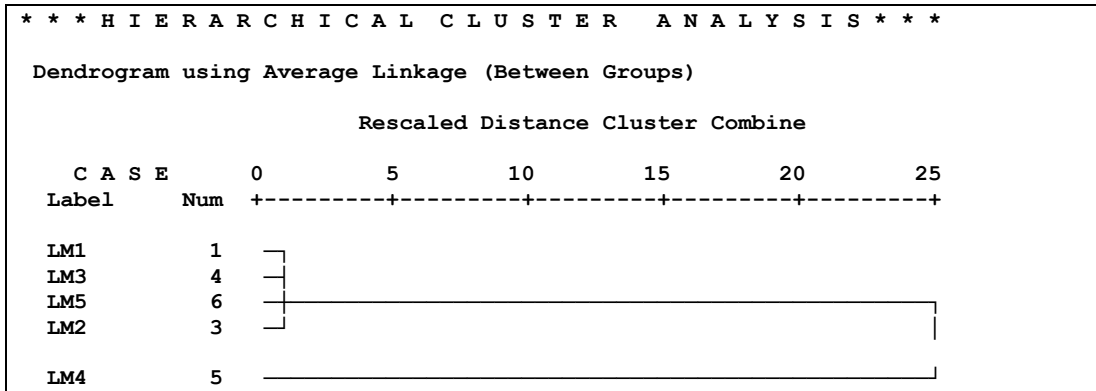 * * * H I E R A R C H I C A L C L U S T E R A N A L Y S I S * * *
Dendrogram using Average Linkage (Between Groups)
Rescaled Distance Cluster Combine
C A S E 0 5 10 15 20 25
Label Num +---------+---------+---------+---------+---------+
LM1 1
LM3 4
LM5 6
LM2 3
LM4 5